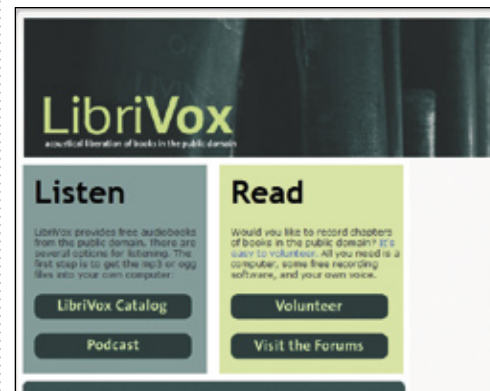 LibriVox
acoustical liberation of books in the public domain
Listen
LibriVox provides free audiobooks
from the public domain. There are
several options for listening. The
first step is to get the mp3 or ogg
files into your own computer:
LibriVox Catalog
Podcast
Read
Would you like to record chapters
of books in the public domain? It's
easy to volunteer. All you need is a
computer, some free recording
software, and your own voice.
Volunteer
Visit the Forums